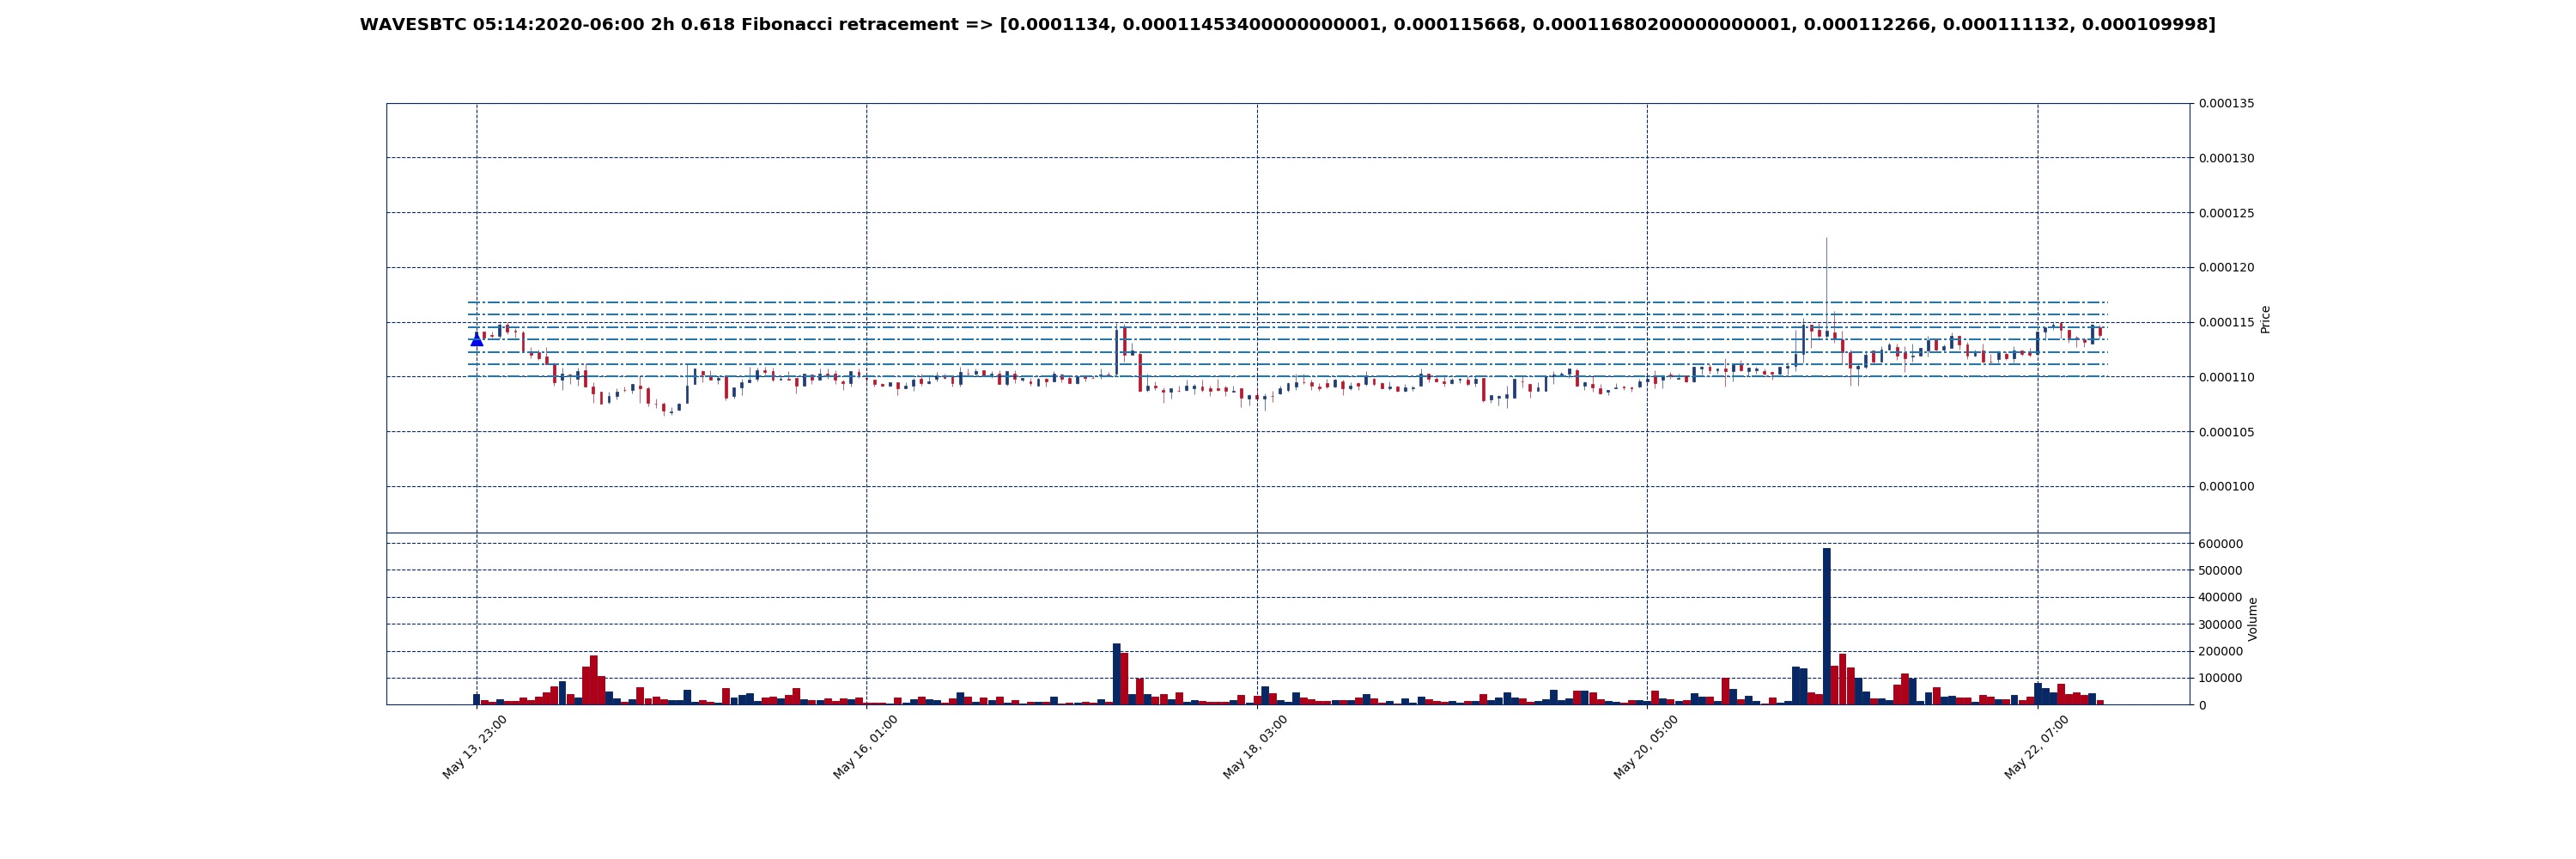 WAVESBTC 05:14:2020-06:00 2h 0.618 Fibonacci retracement => [0.0001134, 0.00011453400000000001, 0.000115668, 0.00011680200000000001, 0.000112266, 0.000111132, 0.000109998]
0.000135
0.000130
0.000125
0.000120
0.000115
0.000110
0.000105
0.000100
Price
600000
500000
400000
300000
200000
100000
0
Volume
May 13, 23:00
May 16, 01:00
May 18, 03:00
May 20, 05:00
May 22, 07:00